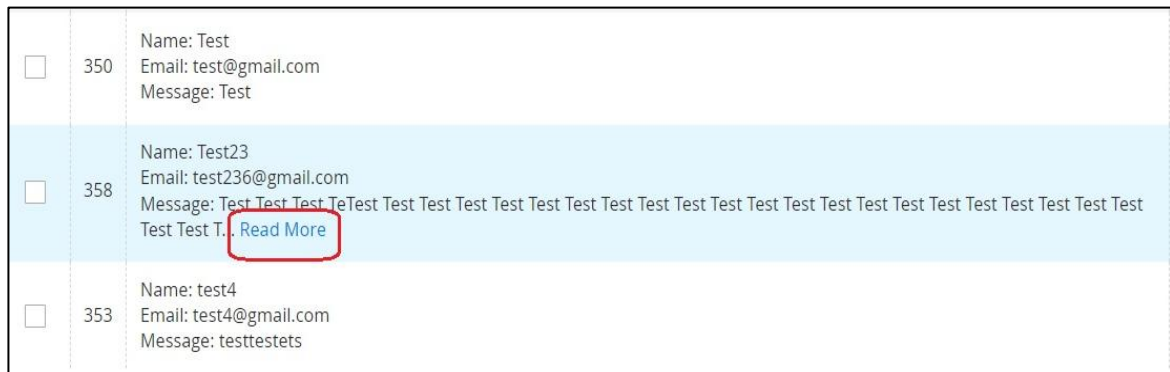 350
Name: Test
Email: test@gmail.com
Message: Test
358
Name: Test23
Email: test236@gmail.com
Message: Test Test Test TeTest Test Test Test Test Test Test Test Test Test Test Test Test Test Test Test Test Test Test Test Test
Test Test T... Read More
353
Name: test4
Email: test4@gmail.com
Message: testtestets